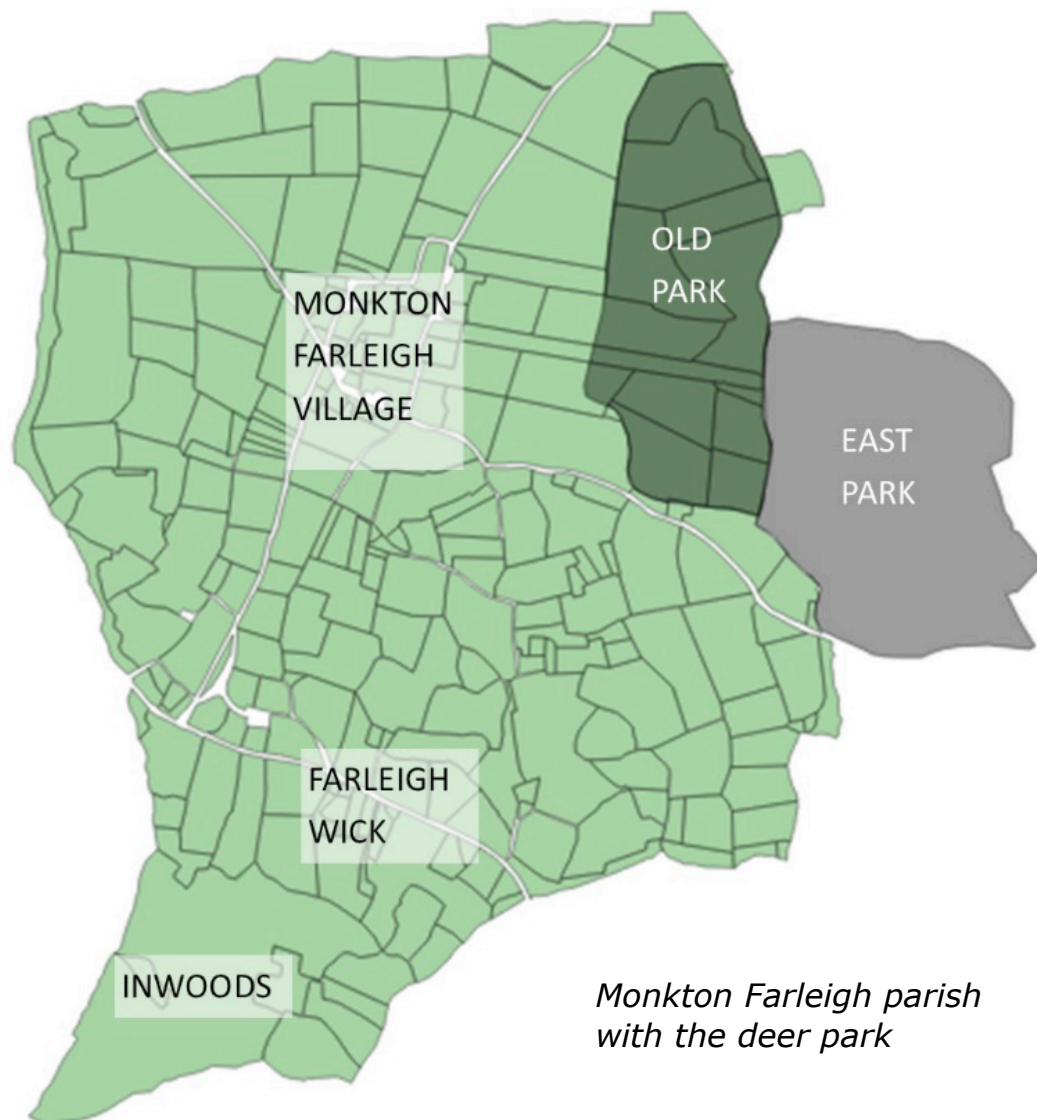 OLD
PARK
MONKTON
FARLEIGH
VILLAGE
EAST
PARK
FARLEIGH
WICK
INWOODS
Monkton Farleigh parish
with the deer park